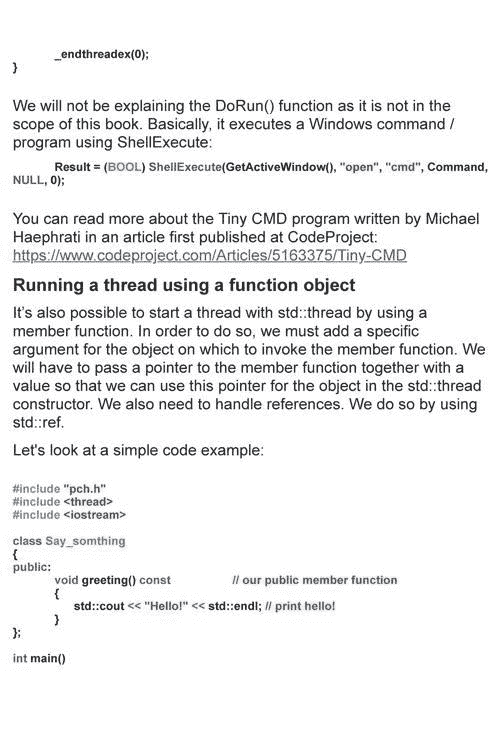 _endthreadex(0);
}
We will not be explaining the DoRun() function as it is not in the
scope of this book. Basically, it executes a Windows command /
program using ShellExecute:
Result = (BOOL) ShellExecute(GetActiveWindow(), "open", "cmd", Command,
NULL, 0);
You can read more about the Tiny CMD program written by Michael
Haephrati in an article first published at CodeProject:
https://www.codeproject.com/Articles/5163375/Tiny-CMD
Running a thread using a function object
It's also possible to start a thread with std::thread by using a
member function. In order to do so, we must add a specific
argument for the object on which to invoke the member function. We
will have to pass a pointer to the member function together with a
value so that we can use this pointer for the object in the std::thread
constructor. We also need to handle references. We do so by using
std::ref.
Let's look at a simple code example:
#include "pch.h"
#include <thread>
#include <iostream>
class Say_somthing
{
public:
void greeting() const // our public member function
{
std::cout << "Hello!" << std::endl; // print hello!
}
};
int main()